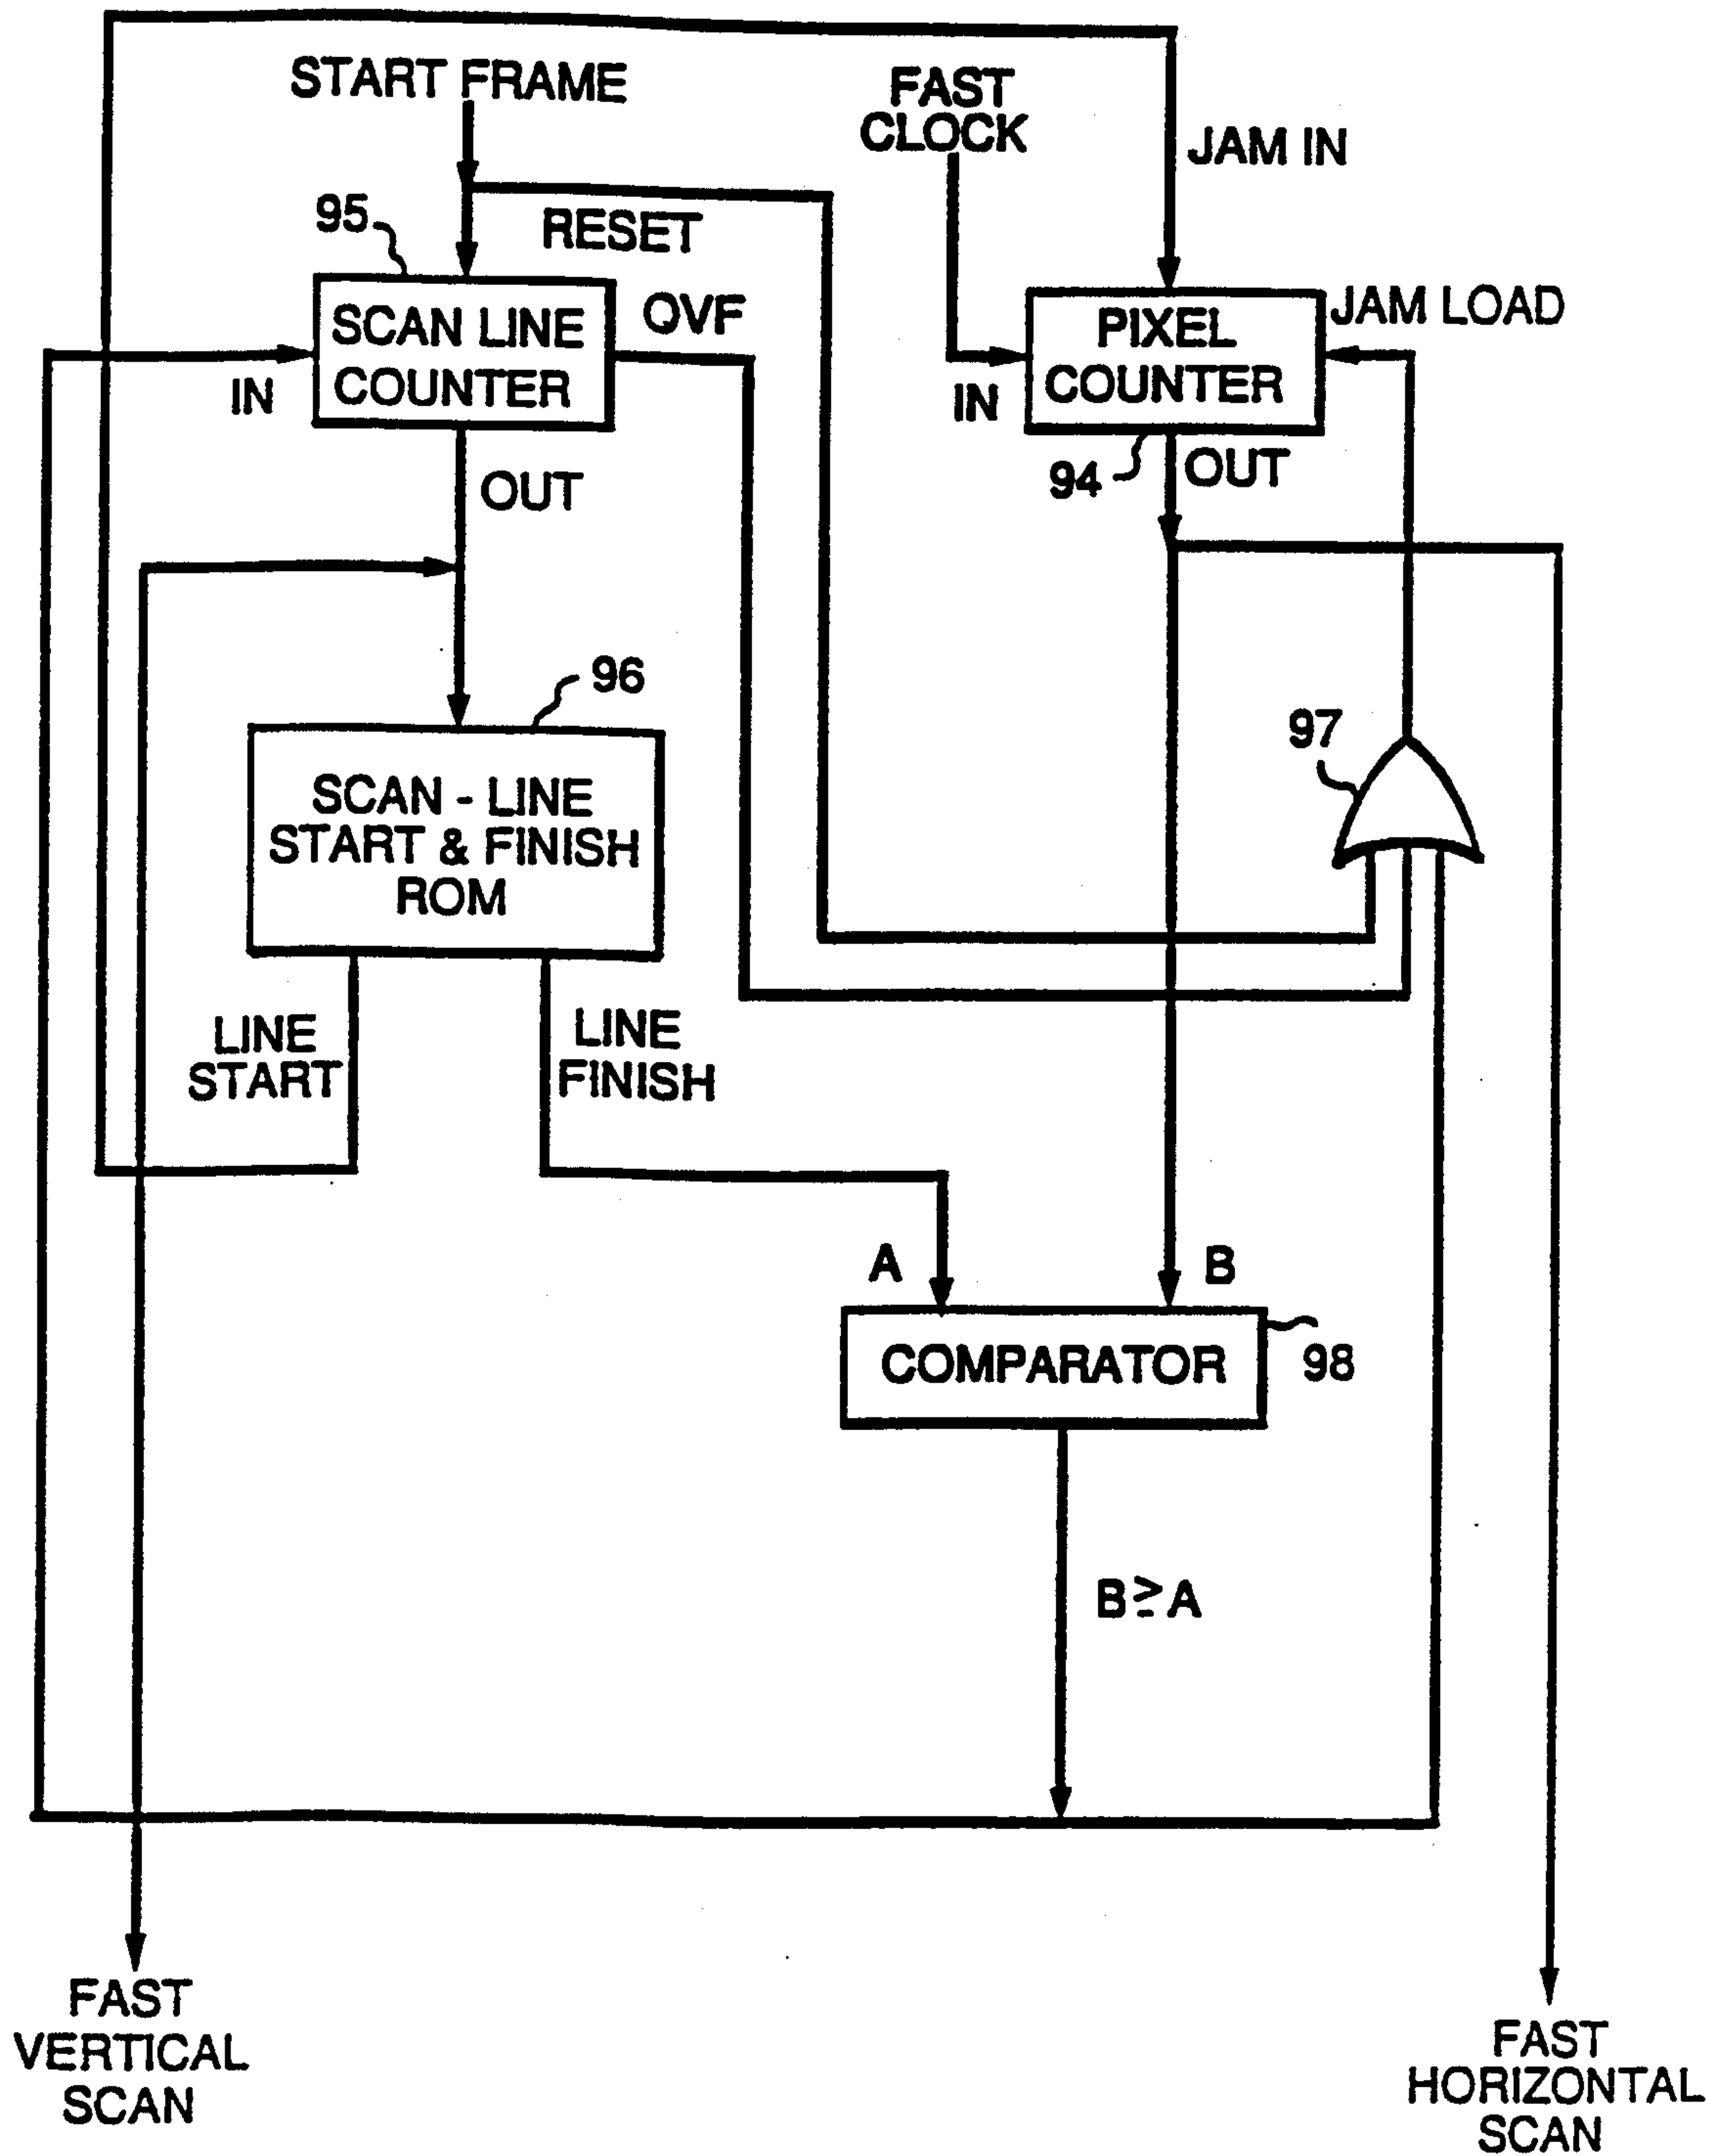 START FRAME
FAST
CLOCK
JAM IN
95
RESET
SCAN LINE
COUNTER
OVF
IN
PIXEL
COUNTER
JAM LOAD
IN
94
OUT
OUT
96
97
SCAN - LINE
START & FINISH
ROM
LINE
START
LINE
FINISH
A
B
COMPARATOR
98
B≥A
FAST
VERTICAL
SCAN
FAST
HORIZONTAL
SCAN